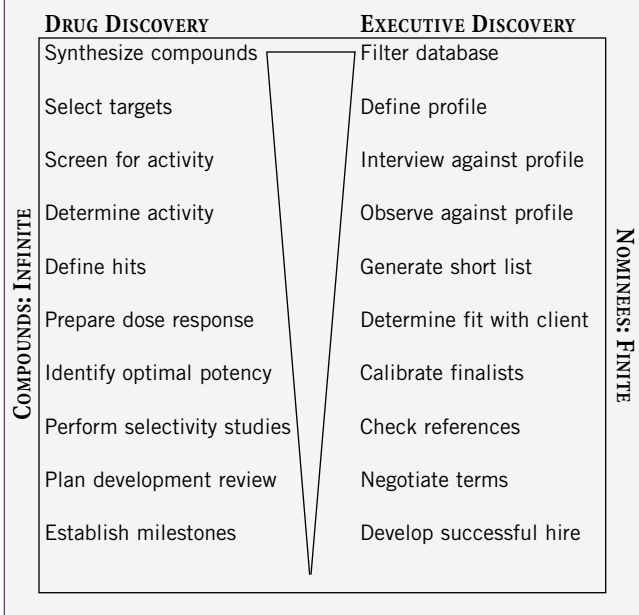 DRUG DISCOVERY EXECUTIVE DISCOVERY
Synthesize compounds Filter database
Select targets Define profile
Screen for activity Interview against profile
Determine activity Observe against profile
Define hits Generate short list
Prepare dose response Determine fit with client
Identify optimal potency Calibrate finalists
Perform selectivity studies Check references
Plan development review Negotiate terms
Establish milestones Develop successful hire
COMPOUNDS: INFINITE
NOMINEES: FINITE